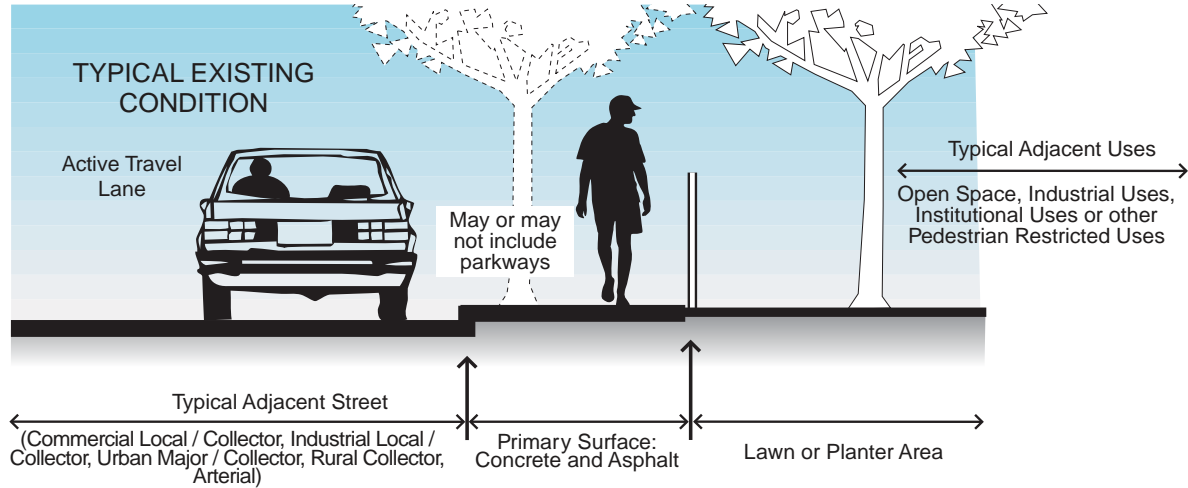 TYPICAL EXISTING
CONDITION
Active Travel
Lane
May or may
not include
parkways
Typical Adjacent Uses
Open Space, Industrial Uses,
Institutional Uses or other
Pedestrian Restricted Uses
Typical Adjacent Street
(Commercial Local / Collector, Industrial Local /
Collector, Urban Major / Collector, Rural Collector,
Arterial)
Primary Surface:
Concrete and Asphalt
Lawn or Planter Area